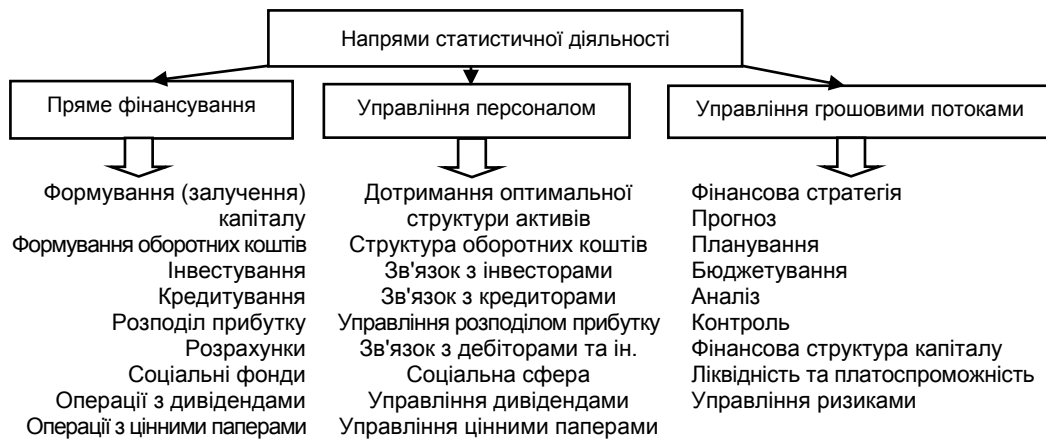 Напрями статистичної діяльності
Пряме фінансування
Управління персоналом
Управління грошовими потоками
Формування (залучення)
капіталу
Формування оборотних коштів
Інвестування
Кредитування
Розподіл прибутку
Розрахунки
Соціальні фонди
Операції з дивидендами
Операції з цінними паперами
Дотримання оптимальної
структури активів
Структура оборотних коштів
Зв'язок з інвесторами
Зв'язок з кредиторами
Управління розподілом прибутку
Зв'язок з дебіторами та ін.
Соціальна сфера
Управління дивидендами
Управління цінними паперами
Фінансова стратегія
Прогноз
Планування
Бюджетування
Аналіз
Контроль
Фінансова структура капіталу
Ліквідність та платоспроможність
Управління ризиками